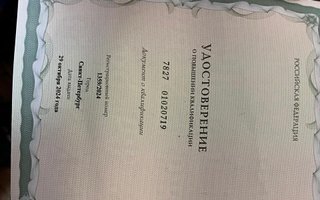 РОССИЙСКАЯ ФЕДЕРАЦИЯ
УДОСТОВЕРЕНИЕ
О ПОВЫШЕНИИ КВАЛИФИКАЦИИ
7827 01020719
Документ о квалификации
Регистрационный номер
1359/2024
Город
Санкт-Петербург
Дата выдачи
29 октября 2024 года